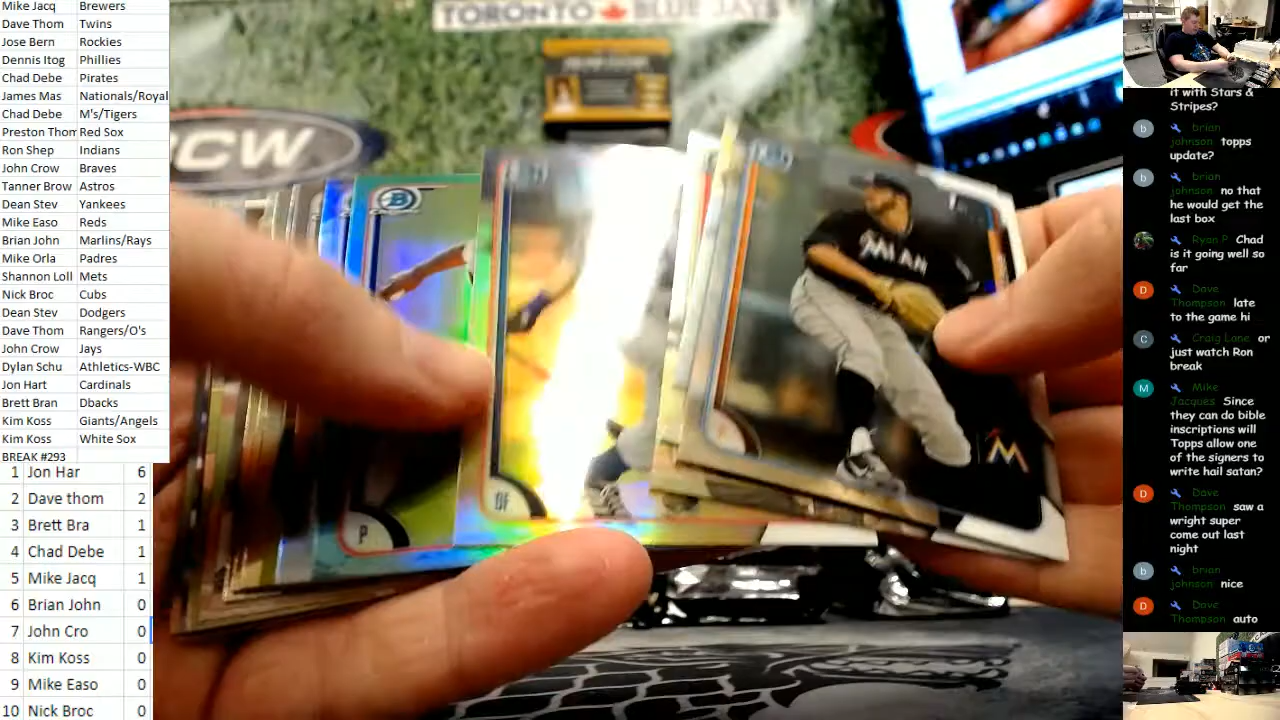 Mike Jacq Brewers
Dave Thom Twins
Jose Bern Rockies
Dennis Itog Phillies
Chad Debe Pirates
James Mas Nationals/Royal
Chad Debe M's/Tigers
Preston Thom Red Sox
Ron Shep Indians
John Crow Braves
Tanner Brow Astros
Dean Stev Yankees
Mike Easo Reds
Brian John Marlins/Rays
Mike Orla Padres
Shannon Loll Mets
Nick Broc Cubs
Dean Stev Dodgers
Dave Thom Rangers/O's
John Crow Jays
Dylan Schu Athletics-WBC
Jon Hart Cardinals
Brett Bran Dbacks
Kim Koss Giants/Angels
Kim Koss White Sox
BREAK #293
1 Jon Har 6
2 Dave thom 2
3 Brett Bra 1
4 Chad Debe 1
5 Mike Jacq 1
6 Brian John 0
7 John Cro 0
8 Kim Koss 0
9 Mike Easo 0
10 Nick Broc 0
TORONTO BLUE JAYS
CW
B
P
OF
MIAMI
M
it with Stars &
Stripes?
b brian
johnson topps
update?
b brian
johnson no that
he would get the
last box
Ryan P Chad
is it going well so
far
D Dave
Thompson late
to the game hi
C Craig Lane or
just watch Ron
break
M Mike
Jacques Since
they can do bible
inscriptions will
Topps allow one
of the signers to
write hail satan?
D Dave
Thompson saw a
wright super
come out last
night
b brian
johnson nice
D Dave
Thompson auto